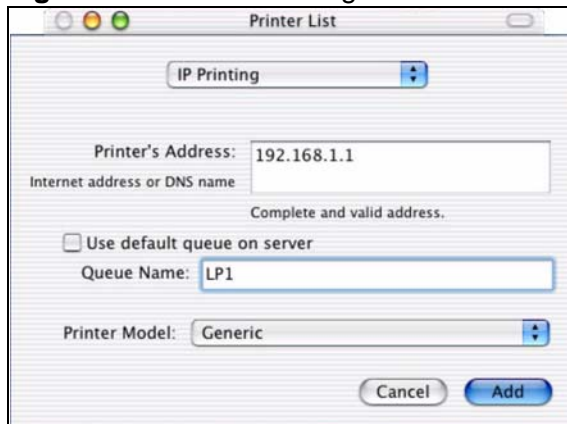 Printer List
IP Printing
Printer's Address: 192.168.1.1
Internet address or DNS name
Complete and valid address.
Use default queue on server
Queue Name: LP1
Printer Model: Generic
Cancel Add